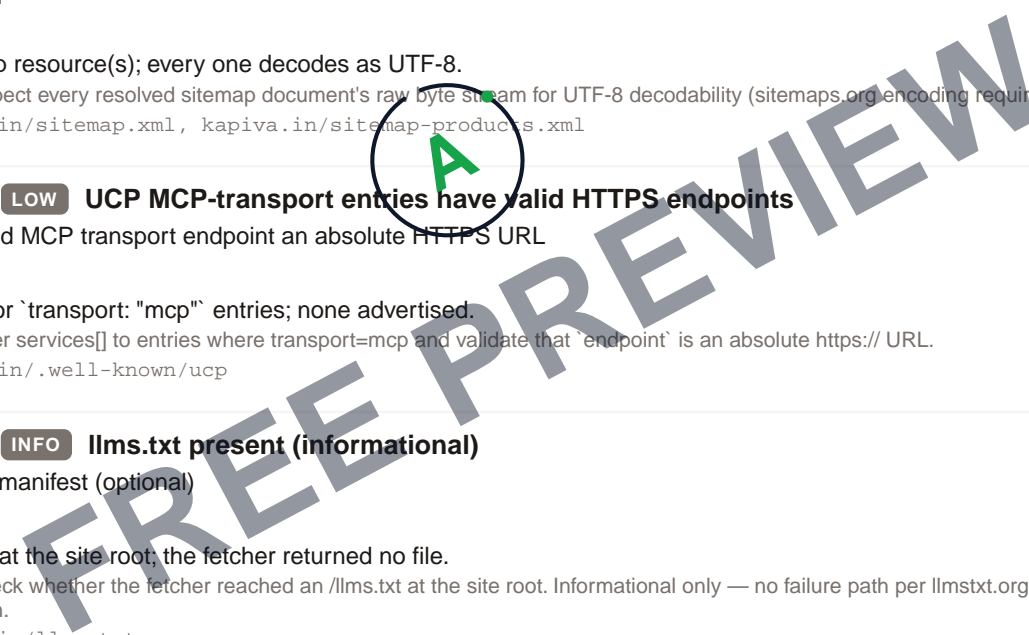 o resource(s); every one decodes as UTF-8.
pect every resolved sitemap document's raw byte stream for UTF-8 decodability (sitemaps.org encoding requir
in/sitemap.xml, kapiva.in/sitemap-products.xml
A
LOW UCP MCP-transport entries have valid HTTPS endpoints
d MCP transport endpoint an absolute HTTPS URL
or `transport: "mcp"` entries; none advertised.
er services[] to entries where transport=mcp and validate that `endpoint` is an absolute https:// URL.
in/.well-known/ucp
INFO llms.txt present (informational)
manifest (optional)
at the site root; the fetcher returned no file.
eck whether the fetcher reached an /llms.txt at the site root. Informational only — no failure path per llmstxt.org
n.
FREE PREVIEW